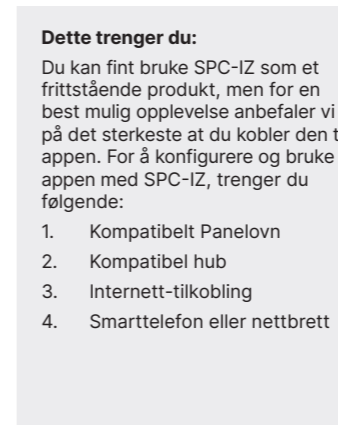 Dette trenger du:
Du kan fint bruke SPC-IZ som et
frittstående produkt, men for en
best mulig opplevelse anbefaler vi
på det sterkeste at du kobler den t
appen. For å konfigurere og bruke
appen med SPC-IZ, trenger du
følgende:
1. Kompatibelt Panelovn
2. Kompatibel hub
3. Internett-tilkobling
4. Smarttelefon eller nettbrett